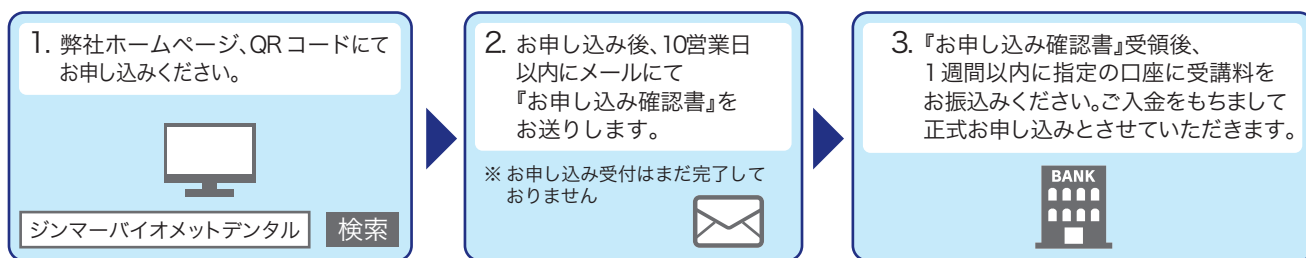 1. 弊社ホームページ、QRコードにて
お申し込みください。
ジンマーバイオメットデンタル 検索
2. お申し込み後、10営業日
以内にメールにて
『お申し込み確認書』を
お送りします。
※ お申し込み受付はまだ完了して
おりません
3. 『お申し込み確認書』受領後、
1週間以内に指定の口座に受講料を
お振込みください。ご入金をもちまして
正式お申し込みとさせていただきます。
BANK